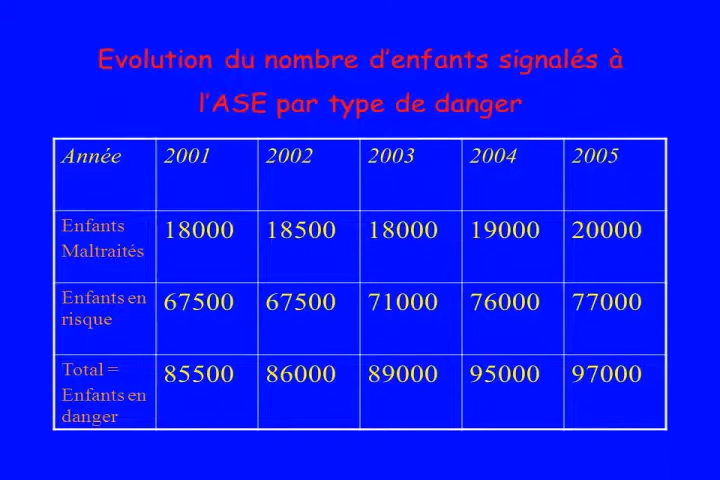 Evolution du nombre d'enfants signalés à
l'ASE par type de danger
Année 2001 2002 2003 2004 2005
Enfants
Maltraités 18000 18500 18000 19000 20000
Enfants en
risque 67500 67500 71000 76000 77000
Total =
Enfants en
danger 85500 86000 89000 95000 97000